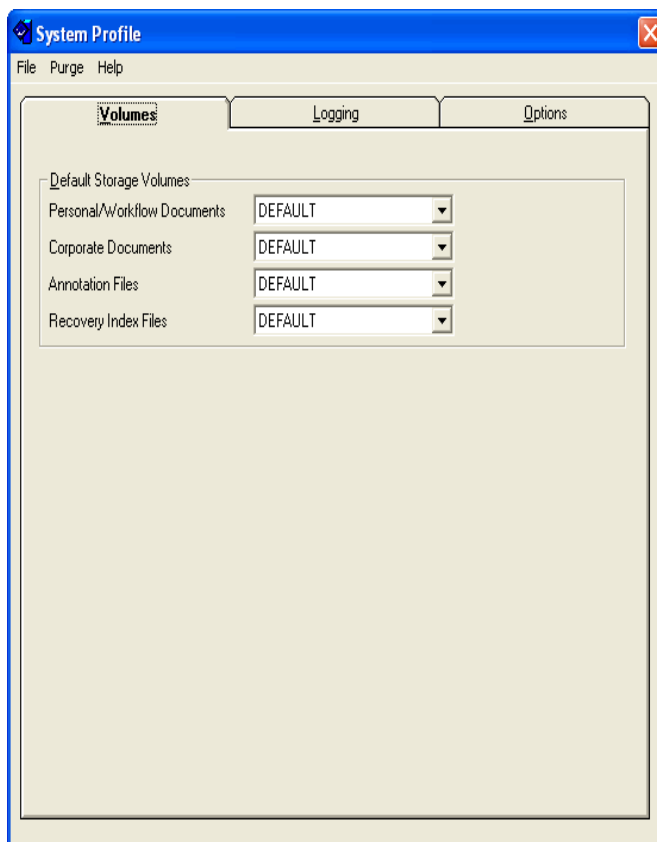 System Profile
File Purge Help
Volumes Logging Options
Default Storage Volumes
Personal/Workflow Documents DEFAULT
Corporate Documents DEFAULT
Annotation Files DEFAULT
Recovery Index Files DEFAULT